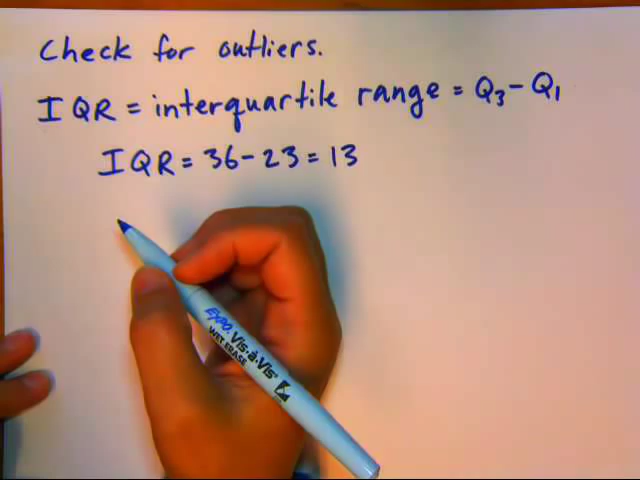 Check for outliers.
IQR = interquartile range = Q₃ - Q₁
IQR = 36 - 23 = 13
EXPO. Vis·à·Vis
WET ERASE